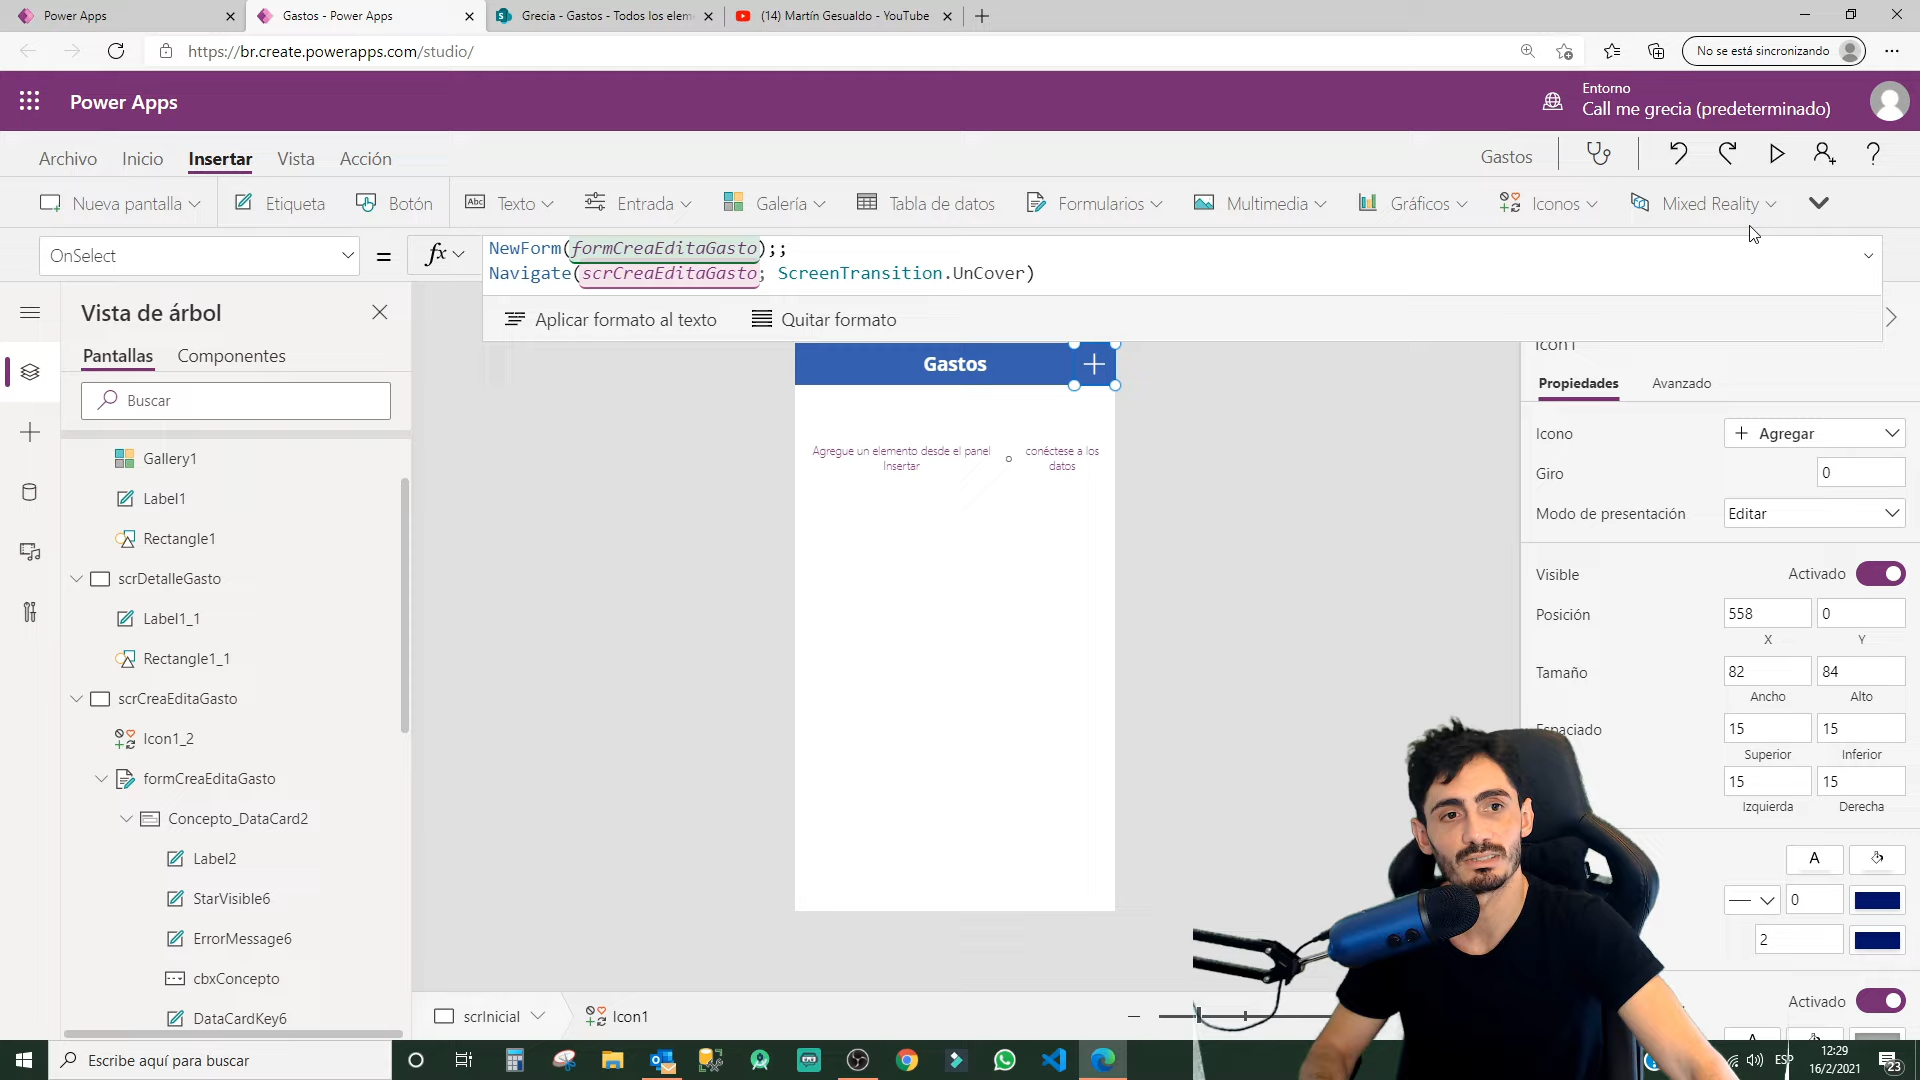 Power Apps
Gastos - Power Apps
Grecia - Gastos - Todos los elem
(14) Martín Gesualdo - YouTube
https://br.create.powerapps.com/studio/
No se está sincronizando
Power Apps
Entorno
Call me grecia (predeterminado)
Archivo
Inicio
Insertar
Vista
Acción
Gastos
Nueva pantalla
Etiqueta
Botón
Abc
Texto
Entrada
Galería
Tabla de datos
Formularios
Multimedia
Gráficos
Iconos
Mixed Reality
OnSelect
=
fx
NewForm(formCreaEditaGasto);;
Navigate(scrCreaEditaGasto; ScreenTransition.UnCover)
Aplicar formato al texto
Quitar formato
Vista de árbol
Pantallas
Componentes
Buscar
Gallery1
Label1
Rectangle1
scrDetalleGasto
Label1_1
Rectangle1_1
scrCreaEditaGasto
Icon1_2
formCreaEditaGasto
Concepto_DataCard2
Label2
StarVisible6
ErrorMessage6
cbxConcepto
DataCardKey6
Gastos
Agregue un elemento desde el panel
Insertar
o
conéctese a los
datos
scrInicial
Icon1
Icon1
Propiedades
Avanzado
Icono
Agregar
Giro
0
Modo de presentación
Editar
Visible
Activado
Posición
558
0
X
Y
Tamaño
82
84
Ancho
Alto
Espaciado
15
15
Superior
Inferior
15
15
Izquierda
Derecha
A
0
2
Activado
Escribe aquí para buscar
ESP
12:29
16/2/2021
23